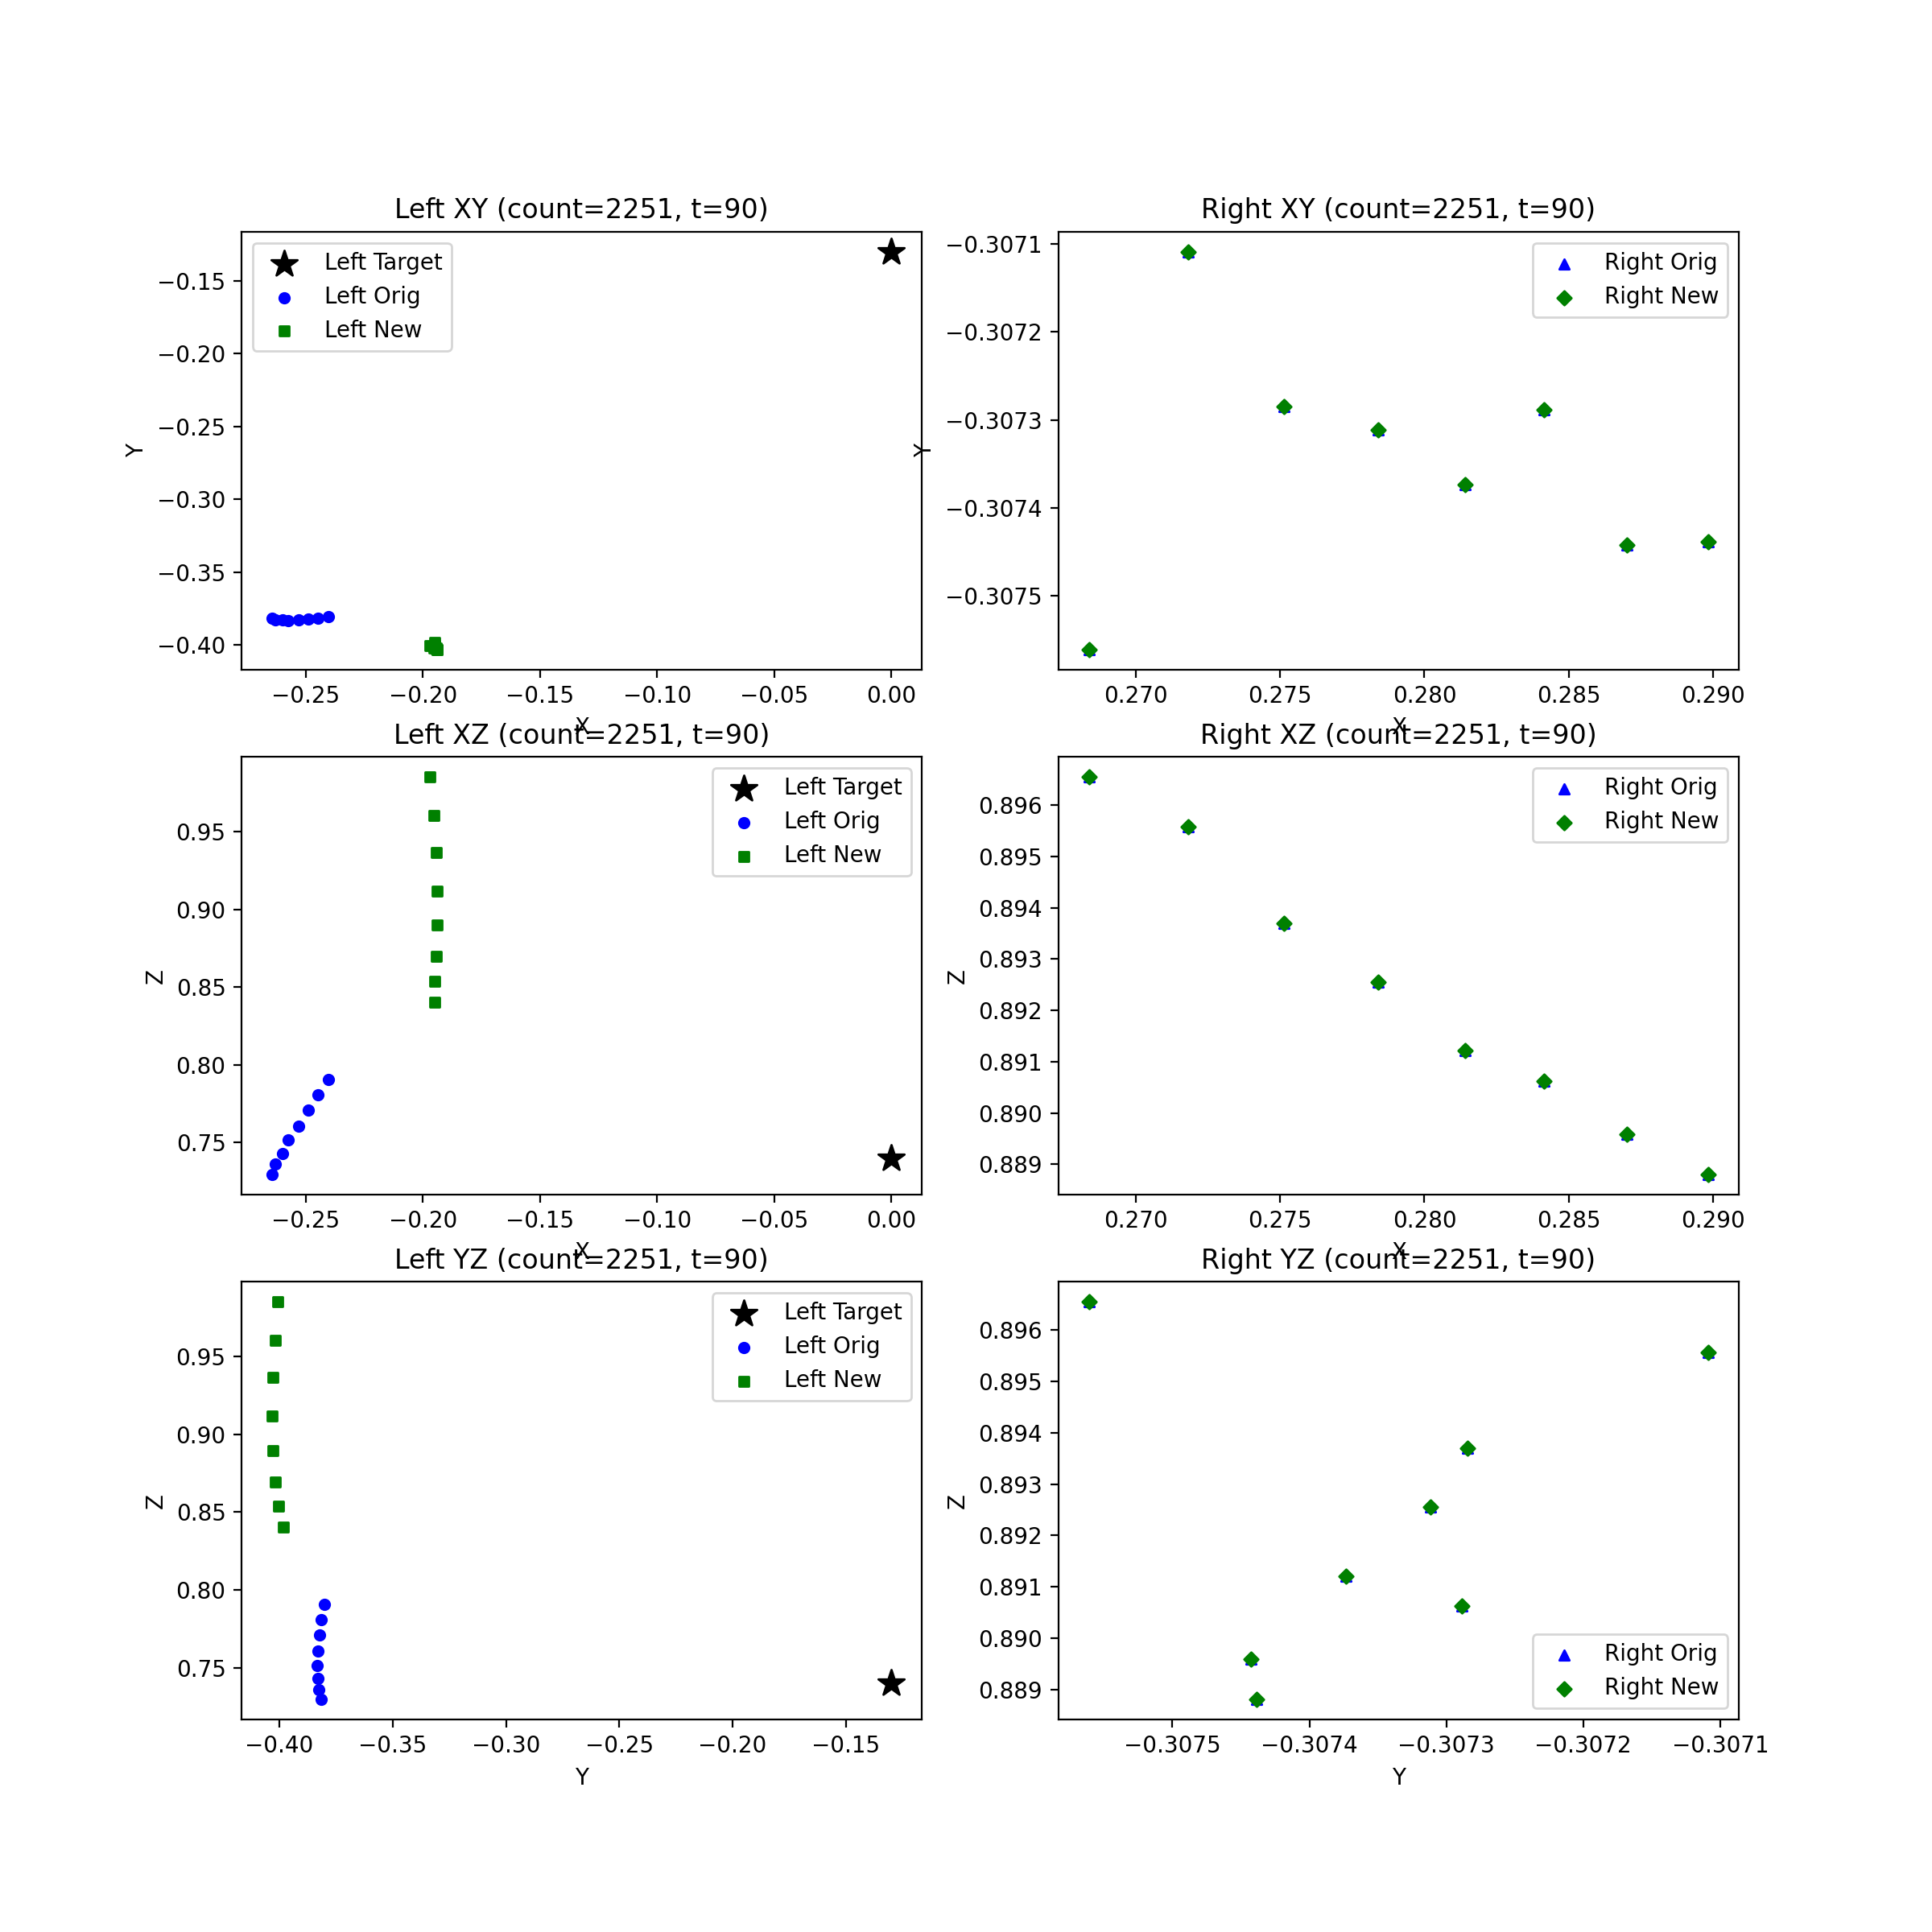 Left XY (count=2251, t=90)
Left Target
Left Orig
Left New
−0.15
−0.20
−0.25
−0.30
−0.35
−0.40
Y
−0.25
−0.20
−0.15
−0.10
−0.05
0.00
X
Right XY (count=2251, t=90)
Right Orig
Right New
−0.3071
−0.3072
−0.3073
−0.3074
−0.3075
Y
0.270
0.275
0.280
0.285
0.290
X
Left XZ (count=2251, t=90)
Left Target
Left Orig
Left New
0.95
0.90
0.85
0.80
0.75
Z
−0.25
−0.20
−0.15
−0.10
−0.05
0.00
X
Right XZ (count=2251, t=90)
Right Orig
Right New
0.896
0.895
0.894
0.893
0.892
0.891
0.890
0.889
Z
0.270
0.275
0.280
0.285
0.290
X
Left YZ (count=2251, t=90)
Left Target
Left Orig
Left New
0.95
0.90
0.85
0.80
0.75
Z
−0.40
−0.35
−0.30
−0.25
−0.20
−0.15
Y
Right YZ (count=2251, t=90)
0.896
0.895
0.894
0.893
0.892
0.891
0.890
0.889
Z
Right Orig
Right New
−0.3075
−0.3074
−0.3073
−0.3072
−0.3071
Y